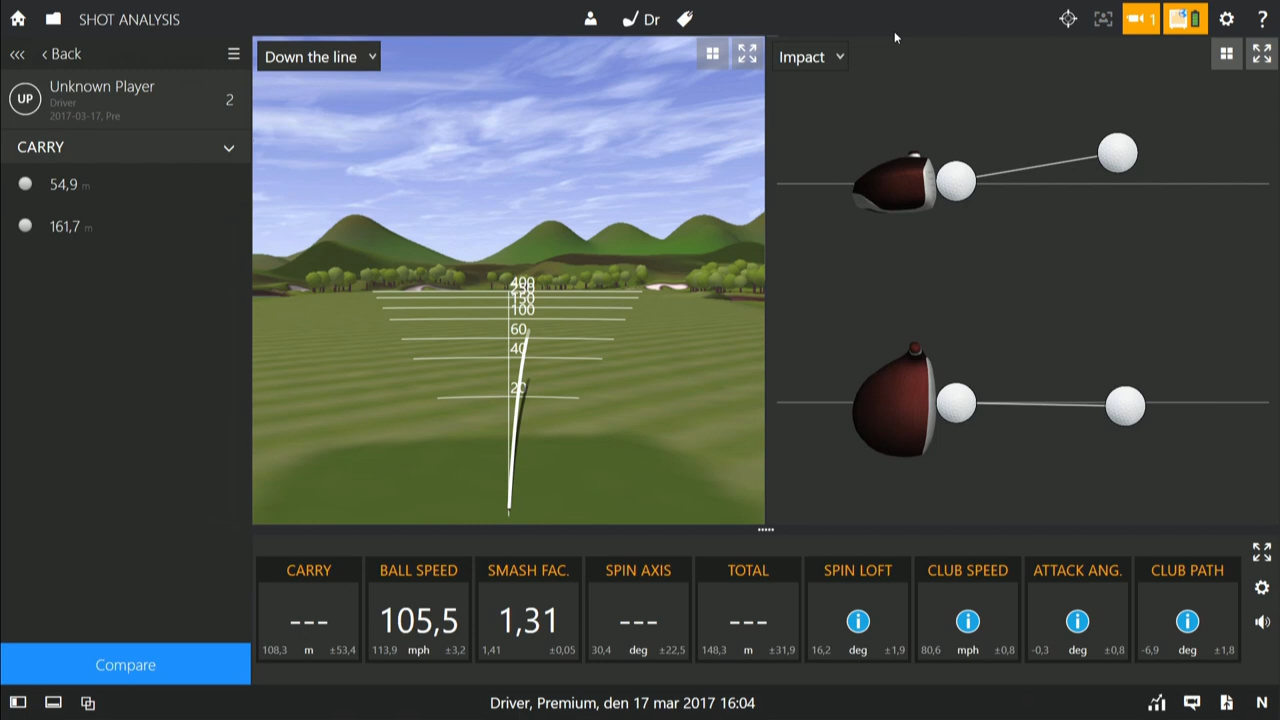 SHOT ANALYSIS
Dr
1
?
Back
UP
Unknown Player
Driver
2017-03-17, Pre
2
CARRY
54,9 m
161,7 m
Compare
Down the line
400
150
100
60
40
20
Impact
CARRY
---
108,3 m ±53,4
BALL SPEED
105,5
113,9 mph ±3,2
SMASH FAC.
1,31
1,41 ±0,05
SPIN AXIS
---
30,4 deg ±22,5
TOTAL
---
148,3 m ±31,9
SPIN LOFT
i
16,2 deg ±1,9
CLUB SPEED
i
80,6 mph ±0,8
ATTACK ANG.
i
-0,3 deg ±0,8
CLUB PATH
i
-6,9 deg ±1,8
Driver, Premium, den 17 mar 2017 16:04
N